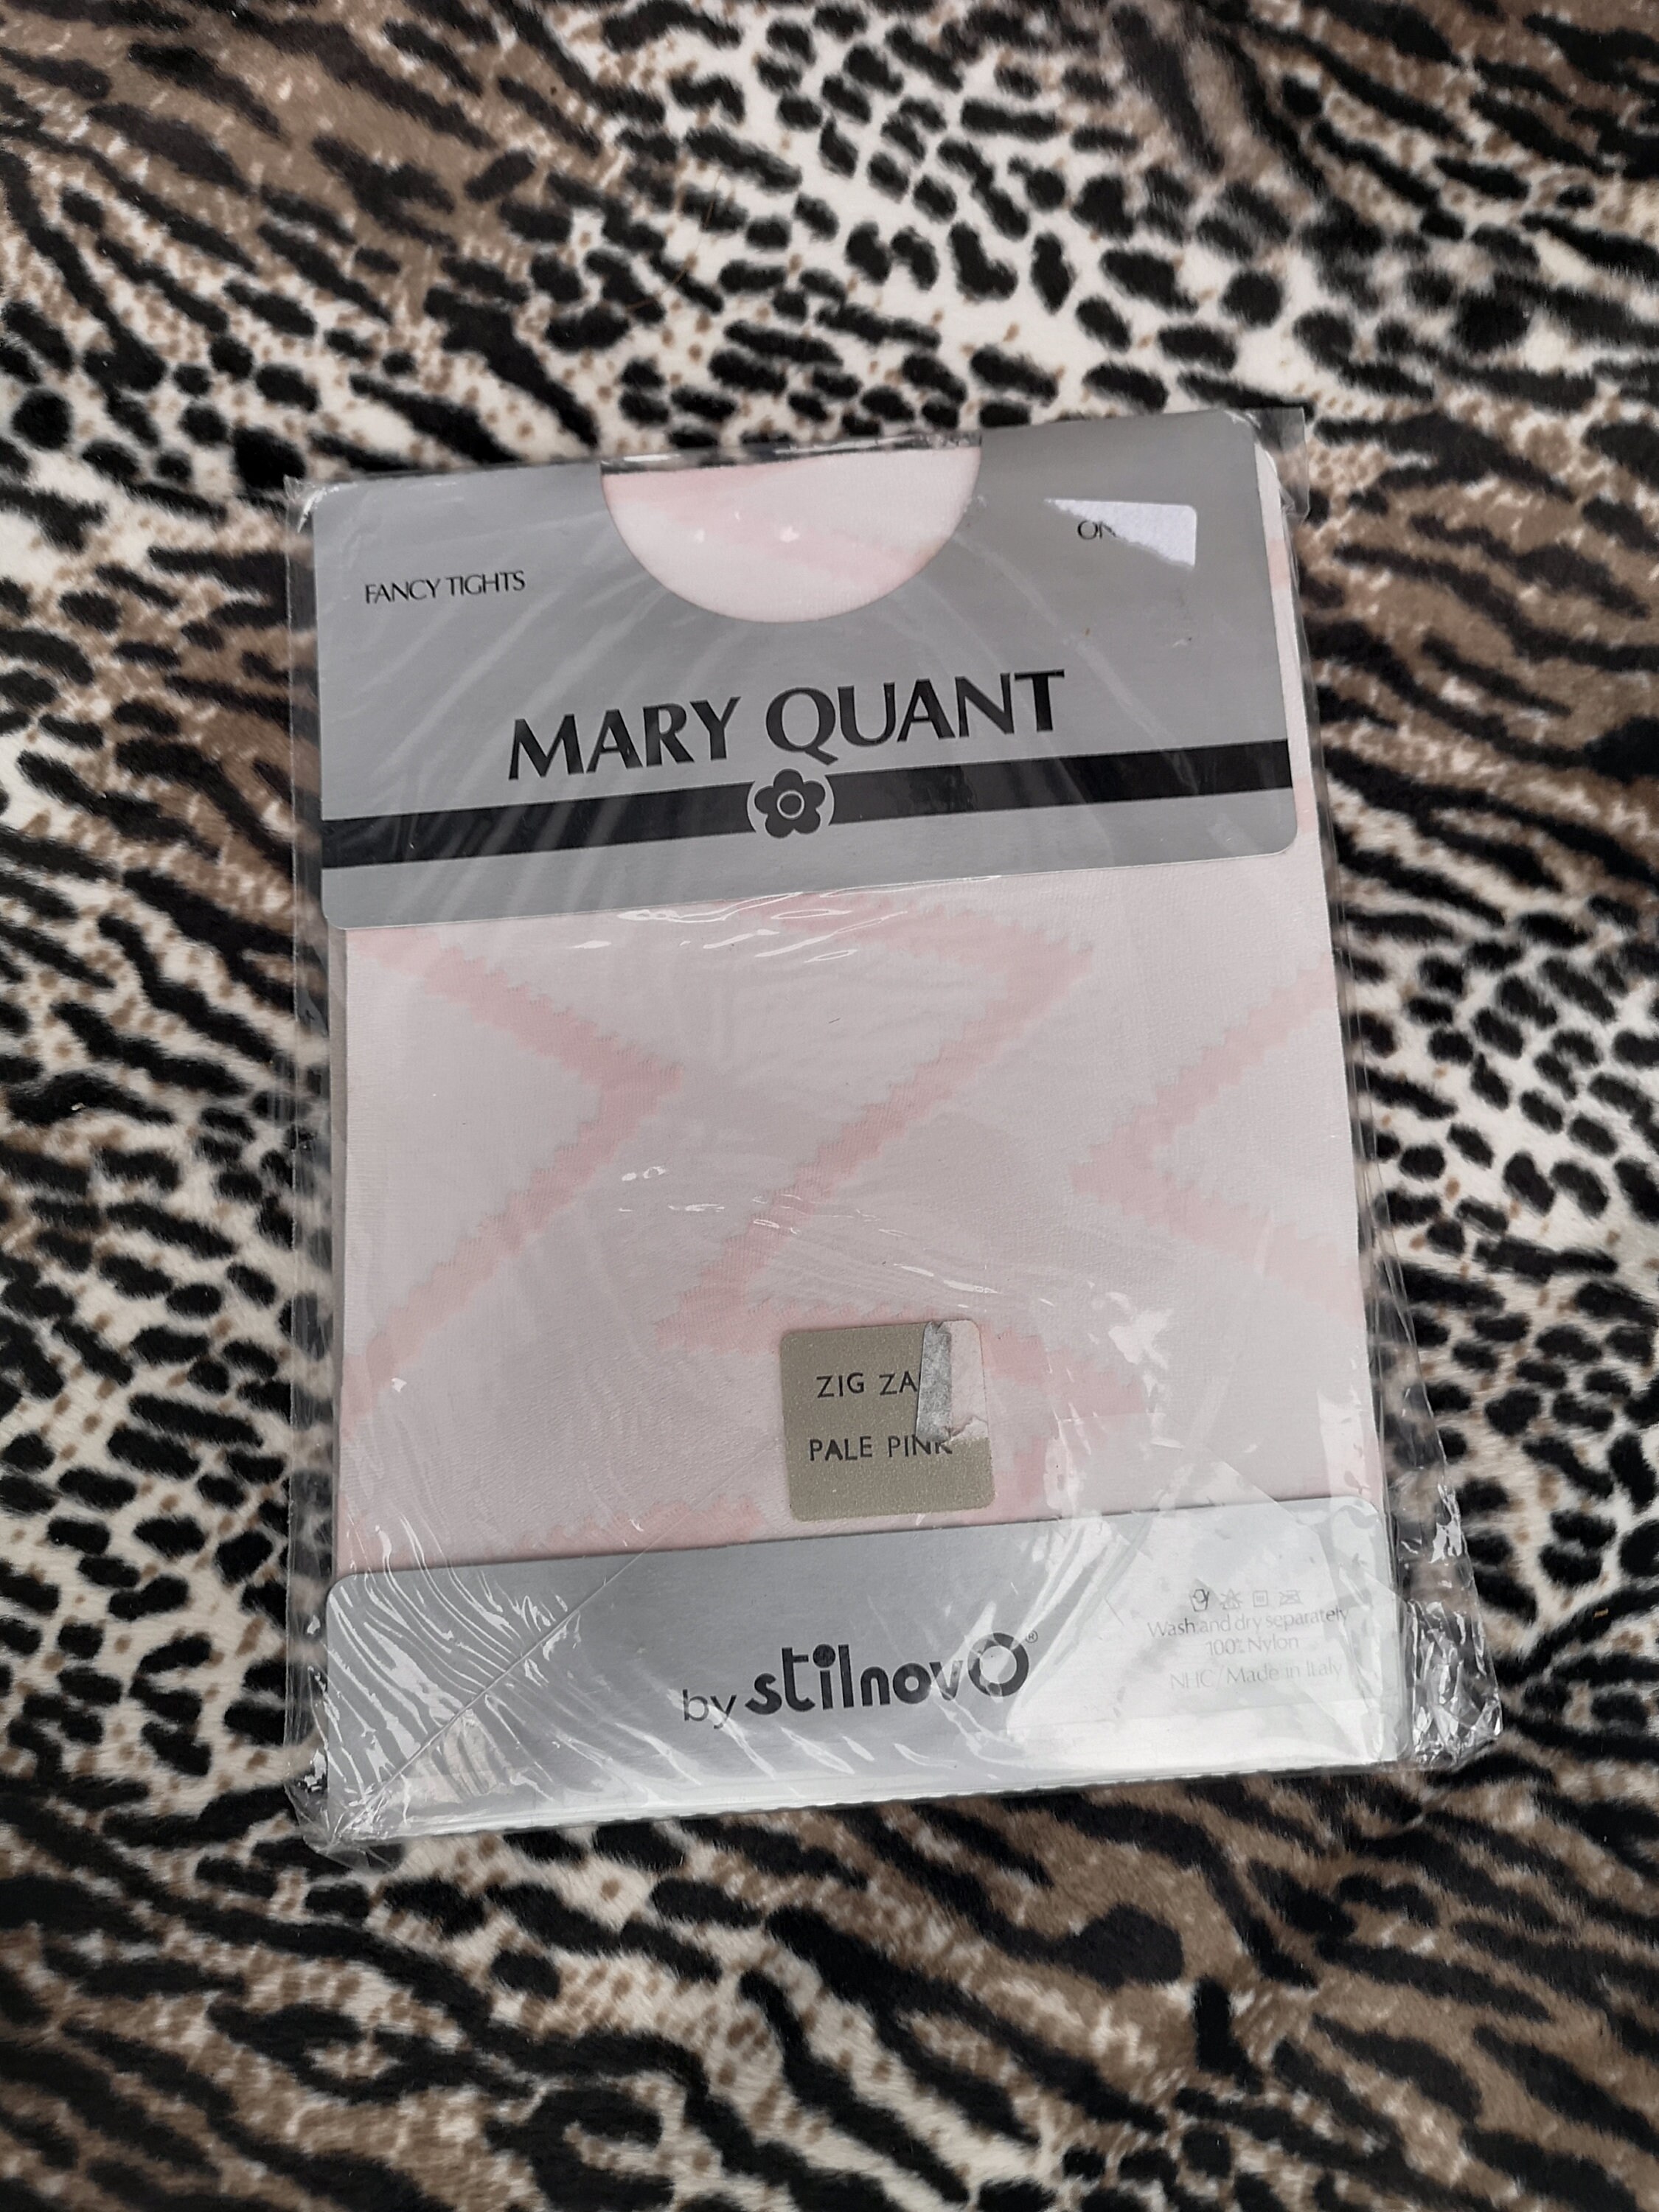 FANCY TIGHTS
MARY QUANT
ZIG ZA
PALE PINK
by stilnovo®
Wash and dry separately
100% Nylon
NHC/Made in Italy